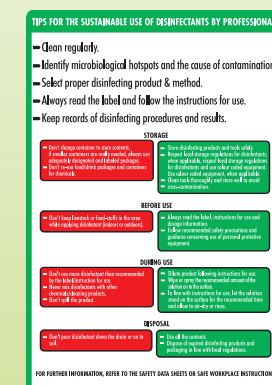 TIPS FOR THE SUSTAINABLE USE OF DISINFECTANTS BY PROFESSIONA
Clean regularly.
Identify microbiological hotspots and the cause of contamination
Select proper disinfecting product & method.
Always read the label and follow the instructions for use.
Keep records of disinfecting procedures and results.
STORAGE
Don't change container to store contents;
if smaller containers are really needed, always use
adequately designated and labeled packages.
Don't re-use food/drink packages and containers
for chemicals.
Store disinfecting products and tools safely.
Respect local storage regulations for disinfectants,
when applicable, respect local storage regulations
for disinfectants use colour coded equipment.
Use colour coded equipment, when applicable.
Clean tools thoroughly and store well to avoid
cross-contamination.
BEFORE USE
Don't keep livestock or food-stuffs in the area
while applying disinfectant (indoor or outdoors).
Always read the label, instructions for use and
dosage information.
Follow recommended safety precautions and
guidance concerning use of personal protective
equipment.
DURING USE
Don't use more disinfectant than recommended
by the label/instruction for use.
Never mix disinfectants with other
chemicals/cleaning products.
Don't spill the product.
Dilute product following instructions for use.
Wipe or spray the recommended amount of the
solution onto the surface.
In line with instructions for use, let the solution
stand on the surface for the recommended time
and allow to air-dry or rinse.
DISPOSAL
Don't pour disinfectant down the drain or on to
soil.
Use all the contents.
Dispose of expired disinfecting products and
packaging in line with local regulations.
FOR FURTHER INFORMATION, REFER TO THE SAFETY DATA SHEETS OR SAFE WORKPLACE INSTRUCTION